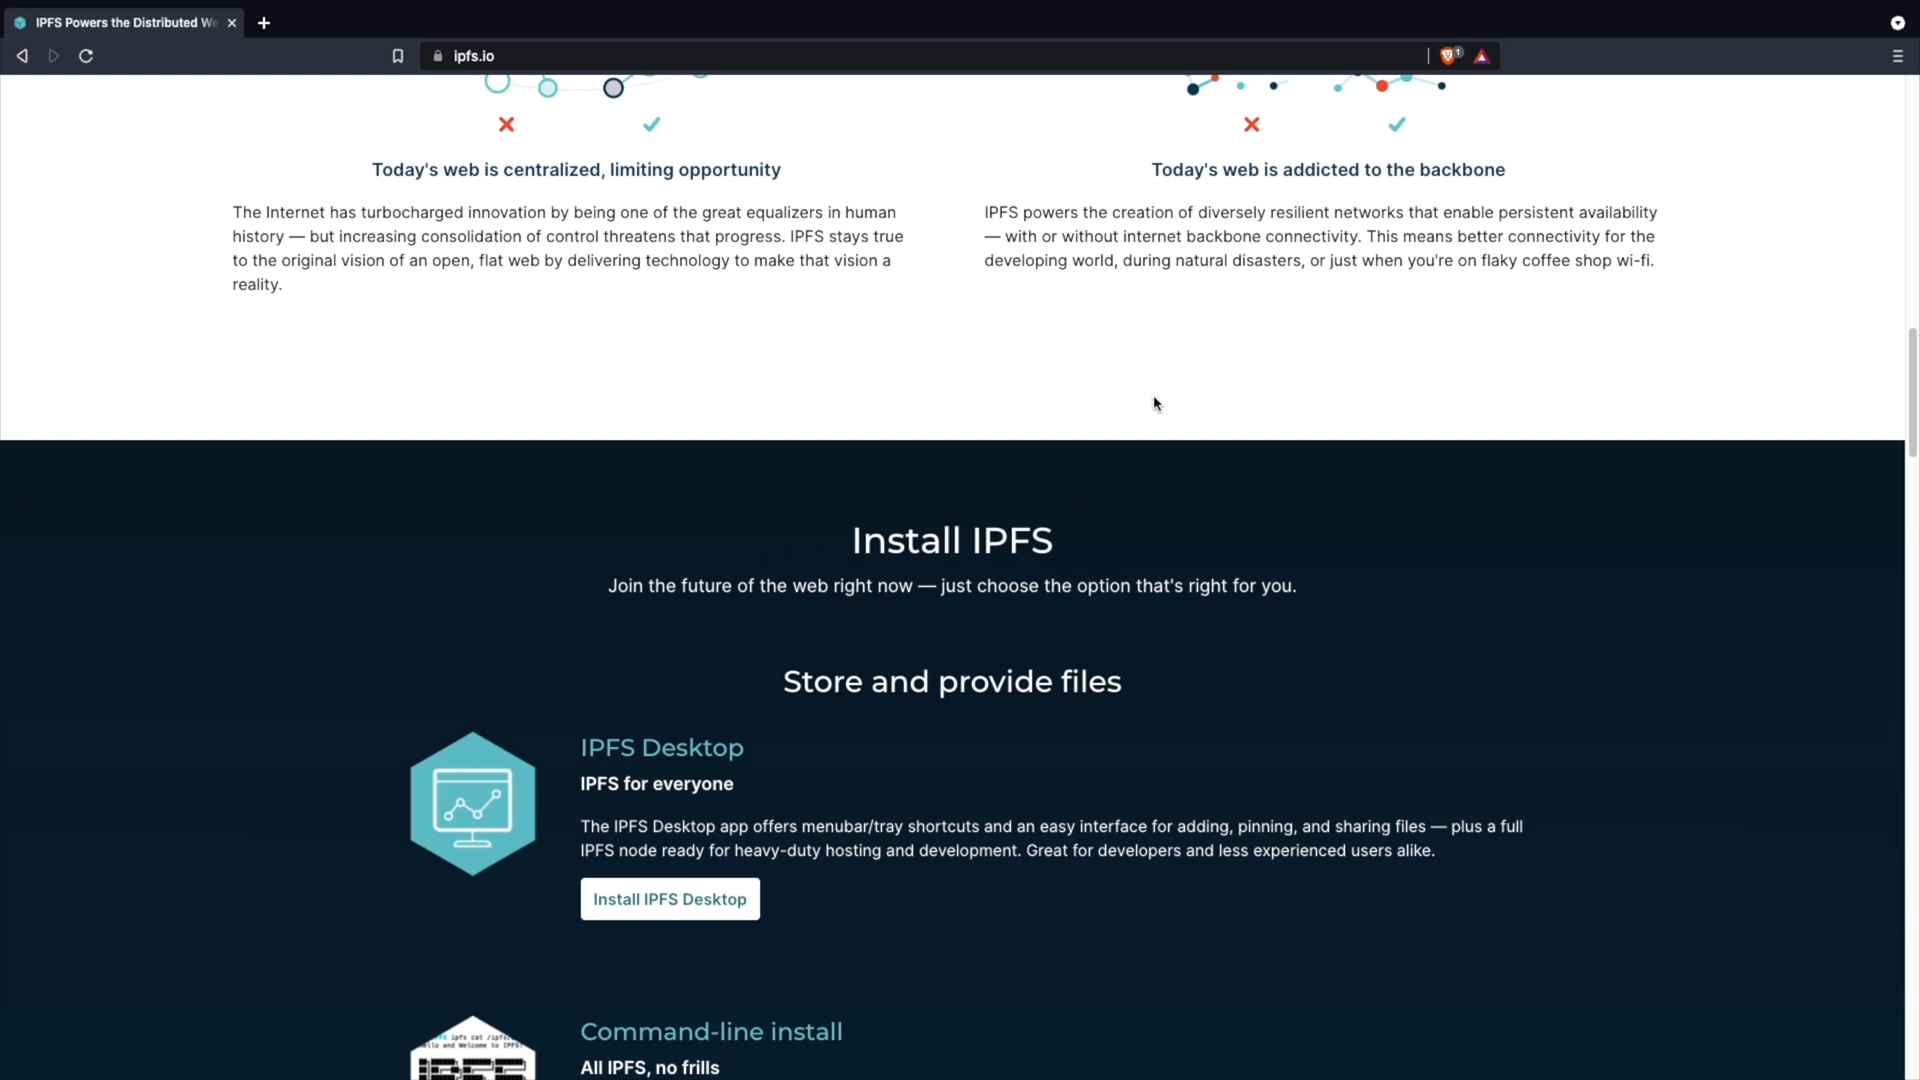 IPFS Powers the Distributed We
ipfs.io
1
Today's web is centralized, limiting opportunity
The Internet has turbocharged innovation by being one of the great equalizers in human
history — but increasing consolidation of control threatens that progress. IPFS stays true
to the original vision of an open, flat web by delivering technology to make that vision a
reality.
Today's web is addicted to the backbone
IPFS powers the creation of diversely resilient networks that enable persistent availability
— with or without internet backbone connectivity. This means better connectivity for the
developing world, during natural disasters, or just when you're on flaky coffee shop wi-fi.
Install IPFS
Join the future of the web right now — just choose the option that's right for you.
Store and provide files
IPFS Desktop
IPFS for everyone
The IPFS Desktop app offers menubar/tray shortcuts and an easy interface for adding, pinning, and sharing files — plus a full
IPFS node ready for heavy-duty hosting and development. Great for developers and less experienced users alike.
Install IPFS Desktop
ipfs cat /ipfs/
and Welcome to IPFS!
Command-line install
All IPFS, no frills